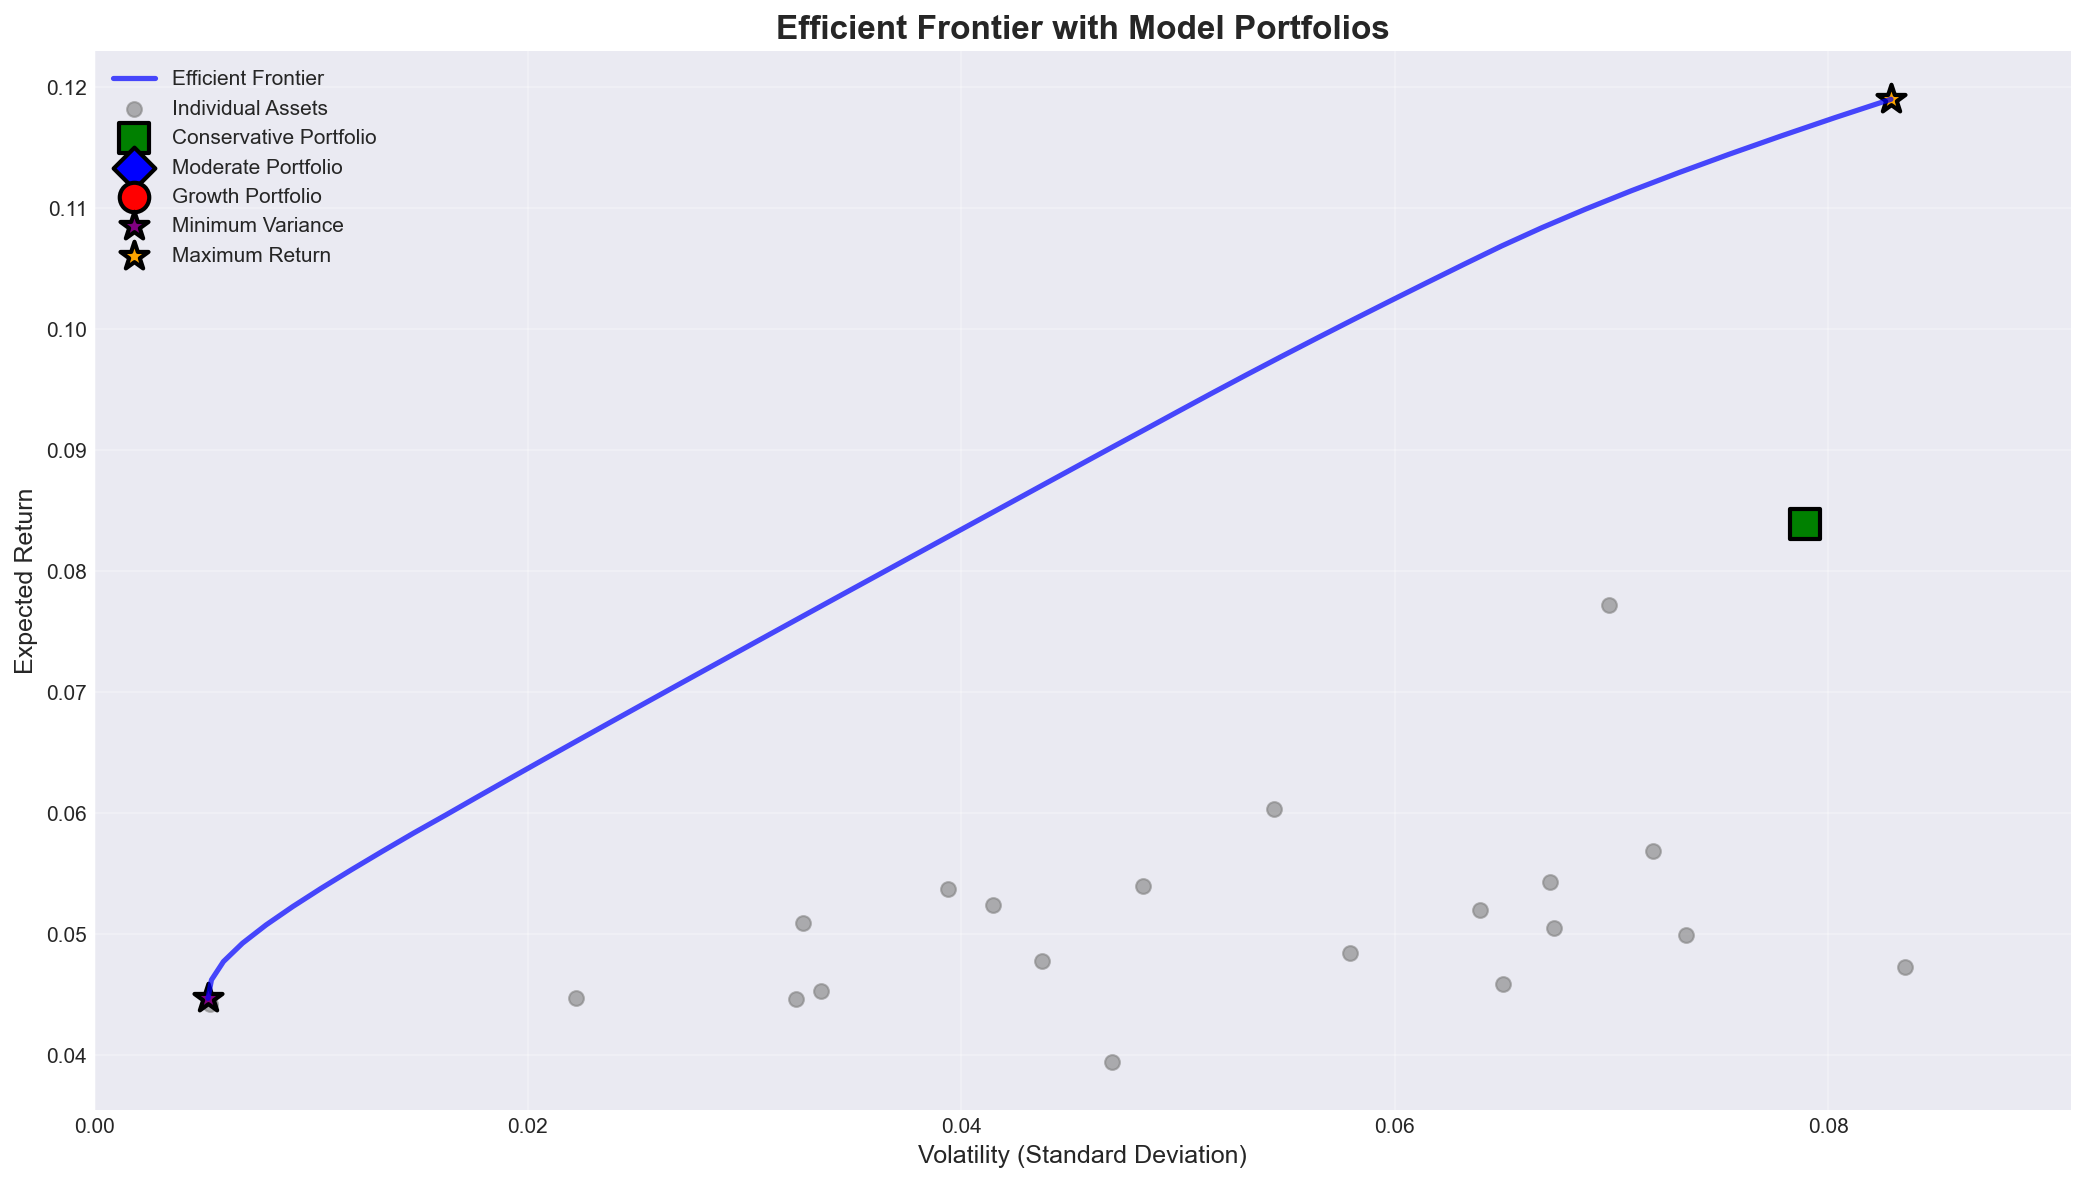 Efficient Frontier with Model Portfolios
Efficient Frontier
Individual Assets
Conservative Portfolio
Moderate Portfolio
Growth Portfolio
Minimum Variance
Maximum Return
0.12
0.11
0.10
0.09
0.08
0.07
0.06
0.05
0.04
Expected Return
0.00 0.02 0.04 0.06 0.08
Volatility (Standard Deviation)